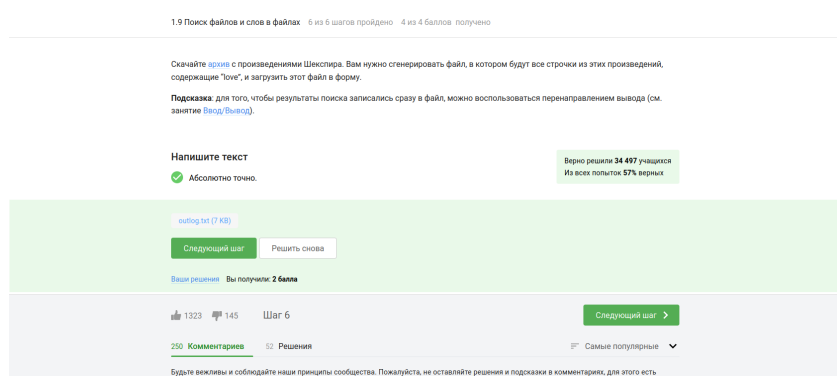 1.9 Поиск файлов и слов в файлах 6 из 6 шагов пройдено 4 из 4 баллов получено
Скачайте архив с произведениями Шекспира. Вам нужно сгенерировать файл, в котором будут все строчки из этих произведений,
содержащие "love", и загрузить этот файл в форму.
Подсказка: для того, чтобы результаты поиска записались сразу в файл, можно воспользоваться перенаправлением вывода (см.
занятие Ввод/Вывод).
Напишите текст
Верно решили 34 497 учащихся
Из всех попыток 57% верных
Абсолютно точно.
outlog.txt (7 KB)
Следующий шаг Решить снова
Ваши решения Вы получили: 2 балла
1323 145 Шаг 6 Следующий шаг
250 Комментариев 52 Решения Самые популярные
Будьте вежливы и соблюдайте наши принципы сообщества. Пожалуйста, не оставляйте решения и подсказки в комментариях, для этого есть